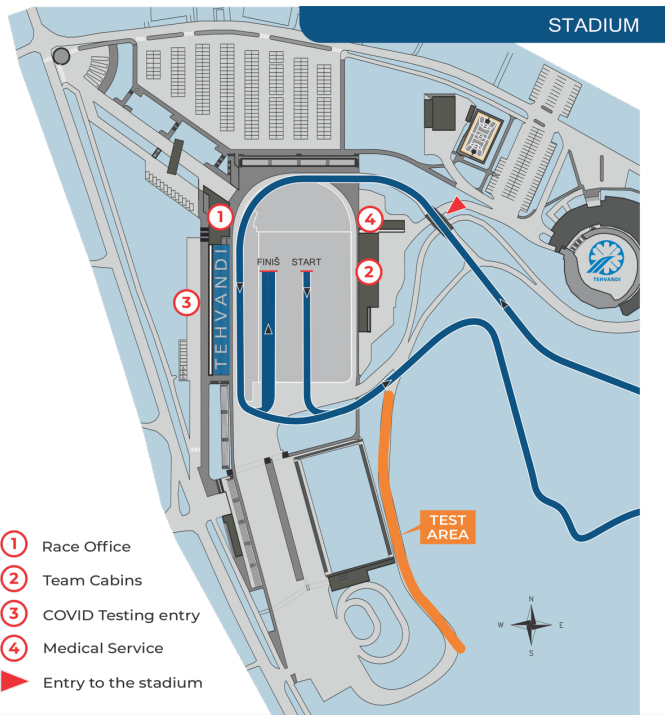 STADIUM
1
4
FINIŠ
START
2
TEHVANDI
3
TEHVANDI
TEST
AREA
1 Race Office
2 Team Cabins
3 COVID Testing entry
4 Medical Service
Entry to the stadium
N
W
E
S